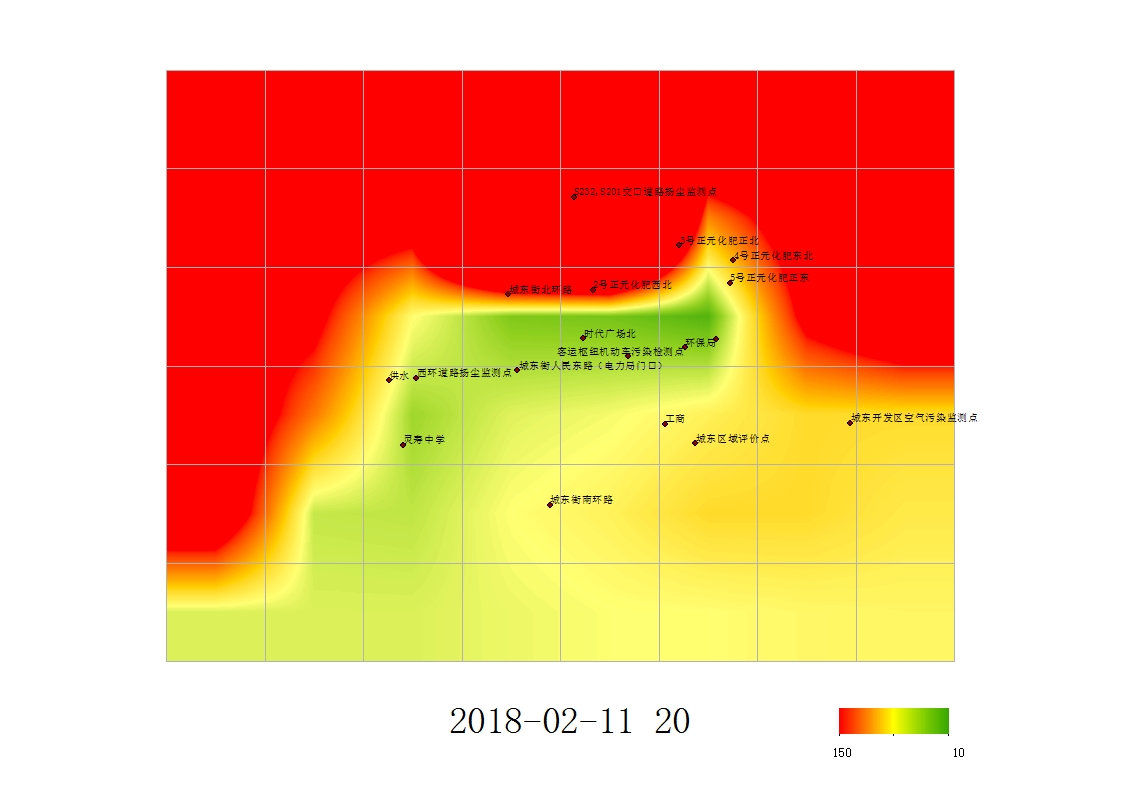 S232,S201交口道路扬尘监测点
3号正元化肥正北
4号正元化肥东北
5号正元化肥正东
2号正元化肥西北
城东街北环路
时代广场北
环保局
客运枢纽机动车污染检测点
城东街人民东路（电力局门口）
西环道路扬尘监测点
供水
工商
城东开发区空气污染监测点
城东区域评价点
灵寿中学
城东街南环路
2018-02-11 20
150
10